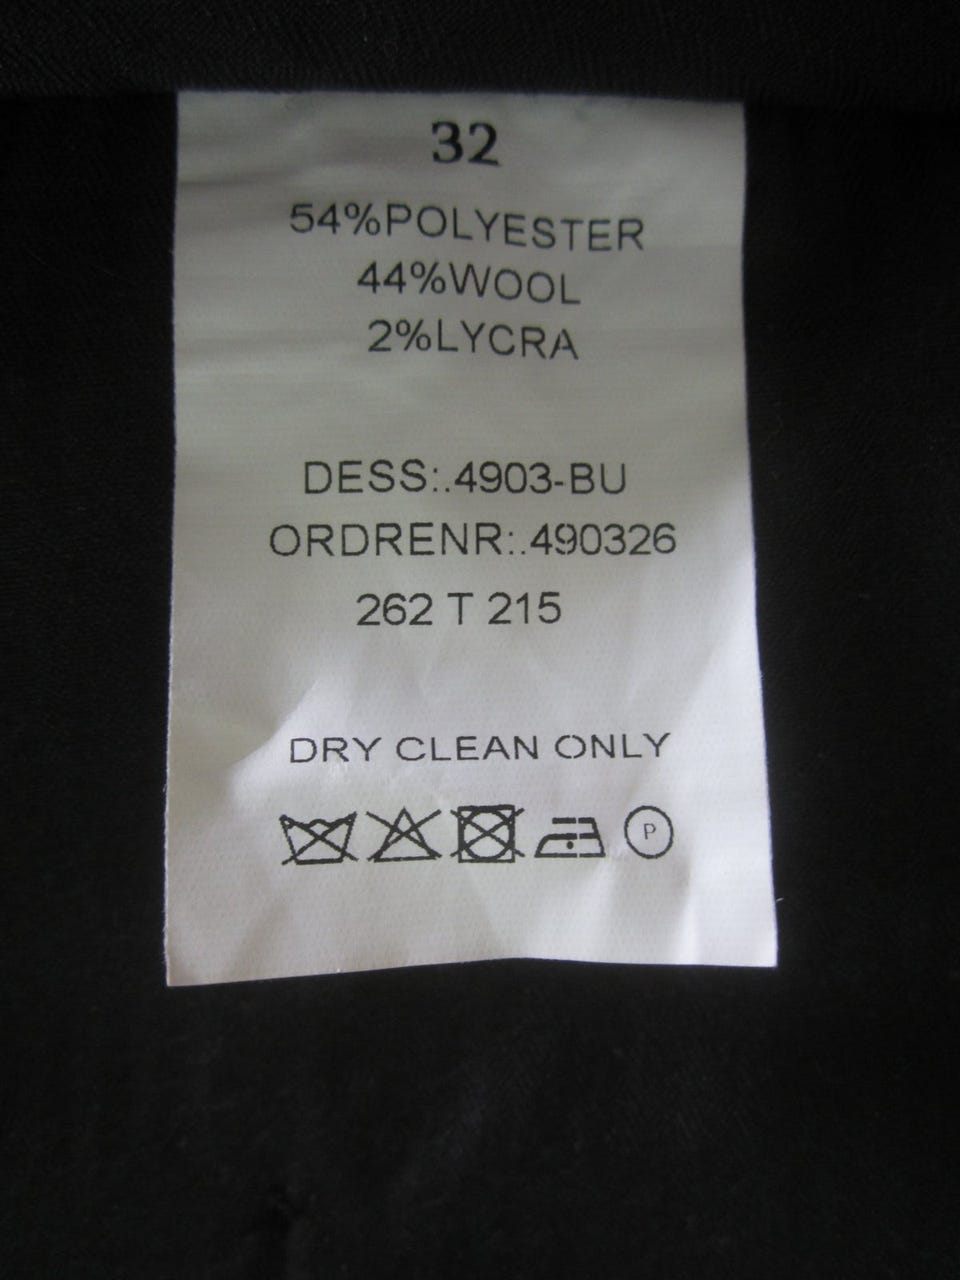 32
54%POLYESTER
44%WOOL
2%LYCRA
DESS:.4903-BU
ORDRENR:.490326
262 T 215
DRY CLEAN ONLY
P